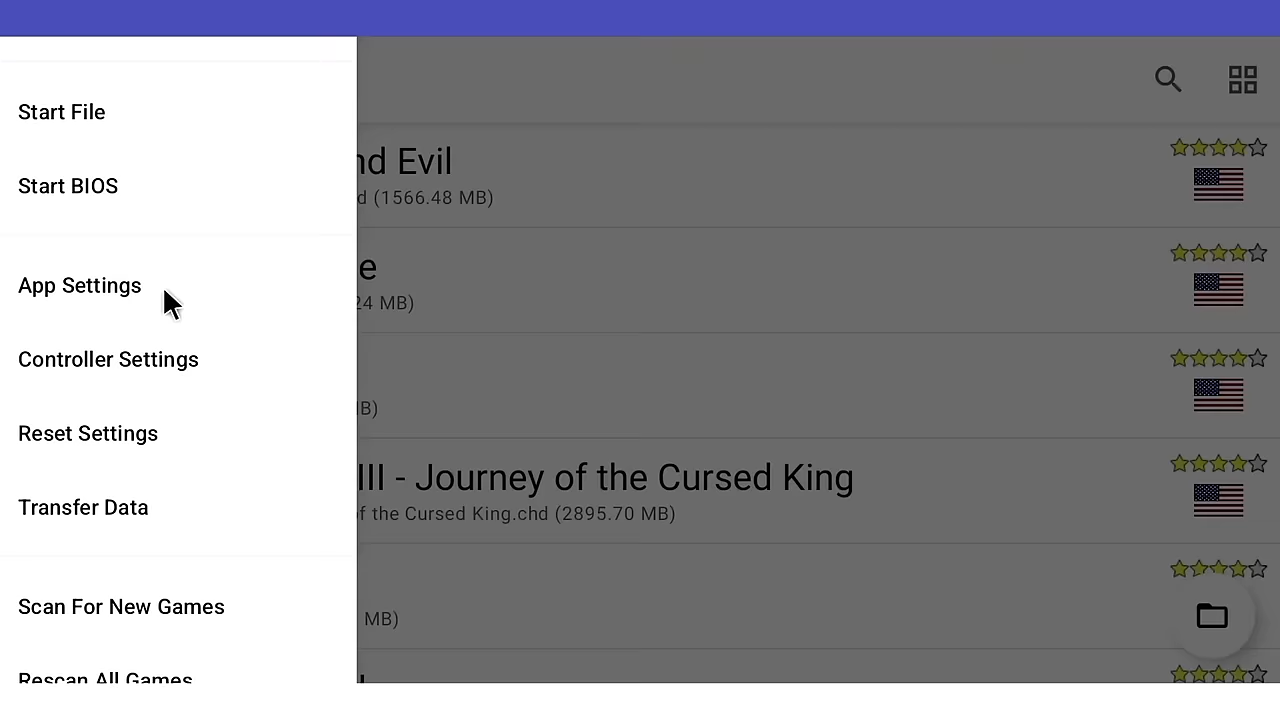 Start File
Start BIOS
App Settings
Controller Settings
Reset Settings
Transfer Data
Scan For New Games
Rescan All Games
nd Evil
d (1566.48 MB)
e
24 MB)
MB)
III - Journey of the Cursed King
of the Cursed King.chd (2895.70 MB)
MB)